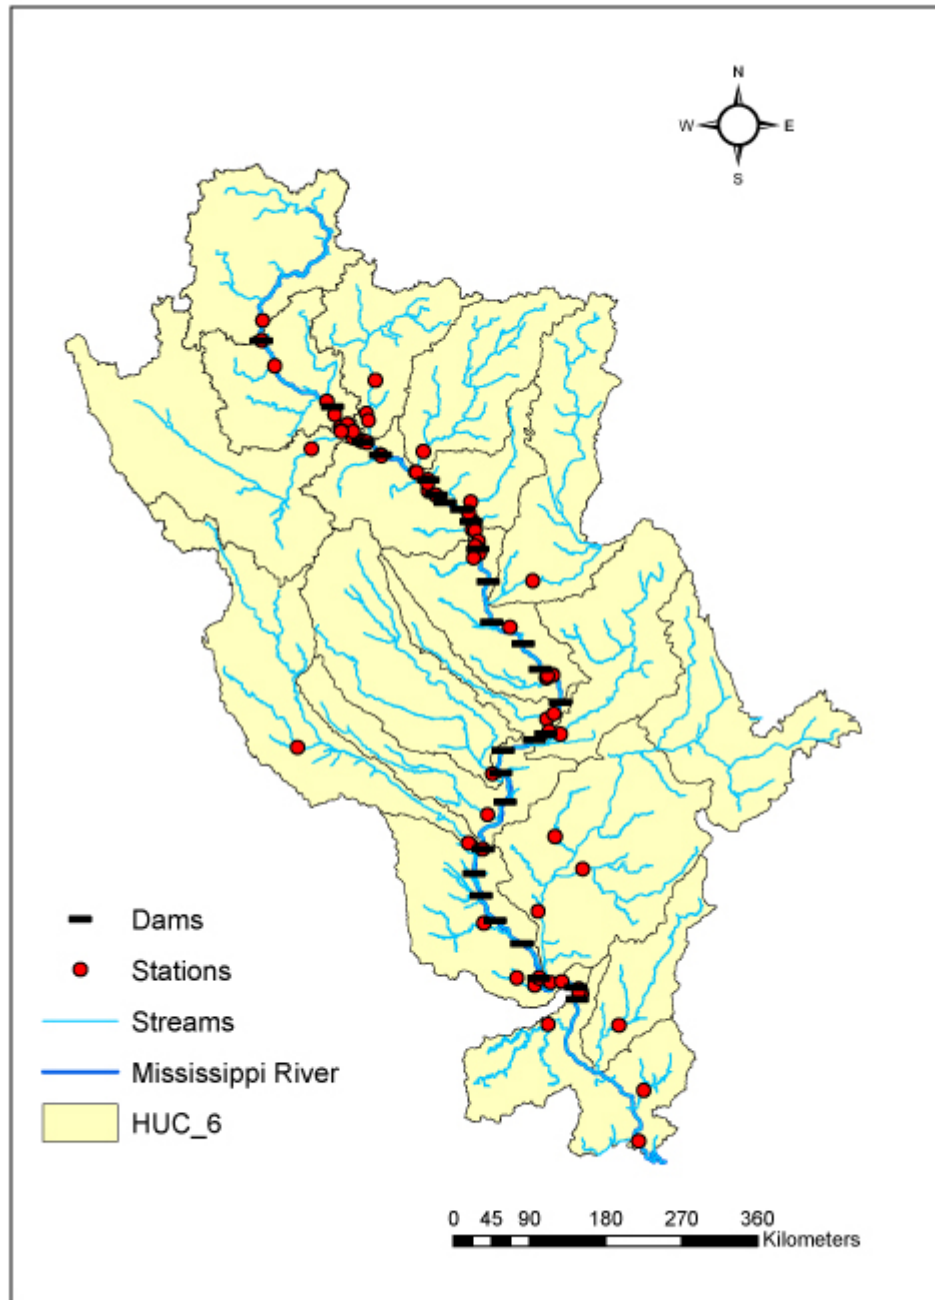 N
W E
S
Dams
Stations
Streams
Mississippi River
HUC_6
0 45 90 180 270 360
Kilometers